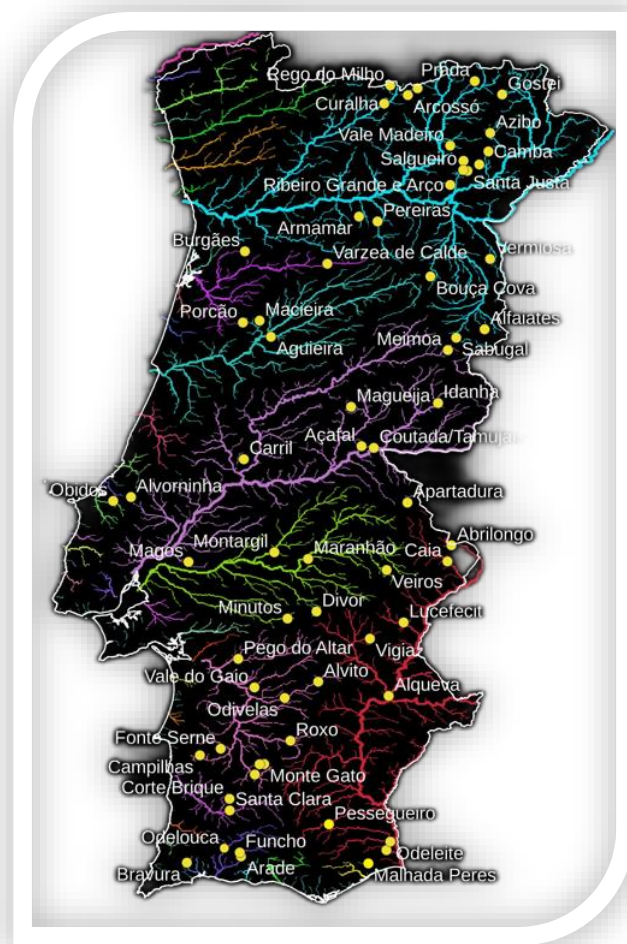 Rego do Milho
Prada
Gostei
Curalha
Arcossó
Azibo
Vale Madeiro
Camba
Salgueiro
Ribeiro Grande e Arco
Santa Justa
Pereiras
Armamar
Burgães
Varzea de Calde
Vermiosa
Bouça Cova
Porcão
Macieira
Alfaiates
Aguieira
Meimoa
Sabugal
Magueija
Idanha
Açafal
Coutada/Tamuja
Carril
Óbidos
Alvorninha
Apartadura
Magos
Montargil
Maranhão
Caia
Abrilongo
Veiros
Minutos
Divor
Lucefecit
Pego do Altar
Vigia
Vale do Gaio
Alvito
Alqueva
Odivelas
Fonte Serne
Roxo
Campilhas
Monte Gato
Corte Brique
Santa Clara
Pessegueiro
Odelouca
Funcho
Odeleite
Bravura
Arade
Malhada Peres